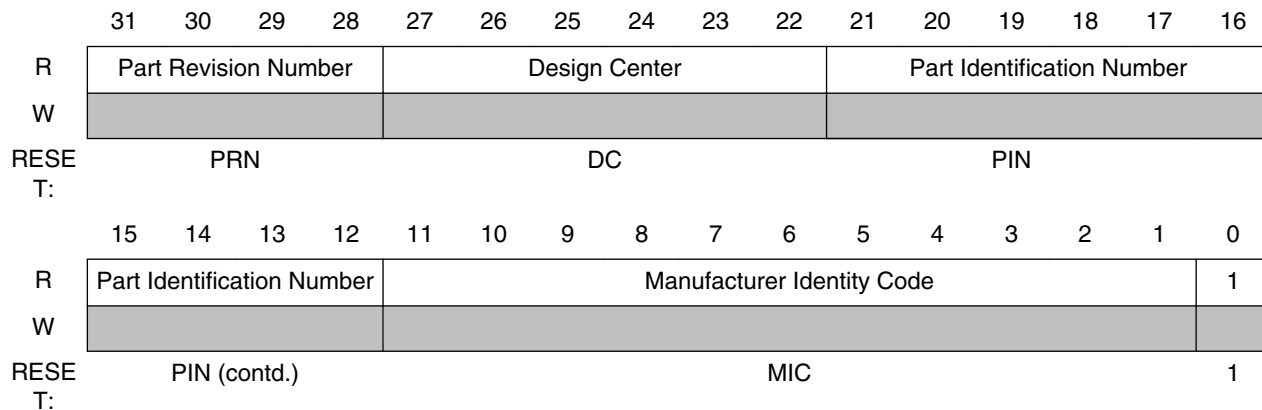 31 30 29 28 27 26 25 24 23 22 21 20 19 18 17 16
R Part Revision Number Design Center Part Identification Number
W
RESE PRN DC PIN
T:
15 14 13 12 11 10 9 8 7 6 5 4 3 2 1 0
R Part Identification Number Manufacturer Identity Code 1
W
RESE PIN (contd.) MIC 1
T: